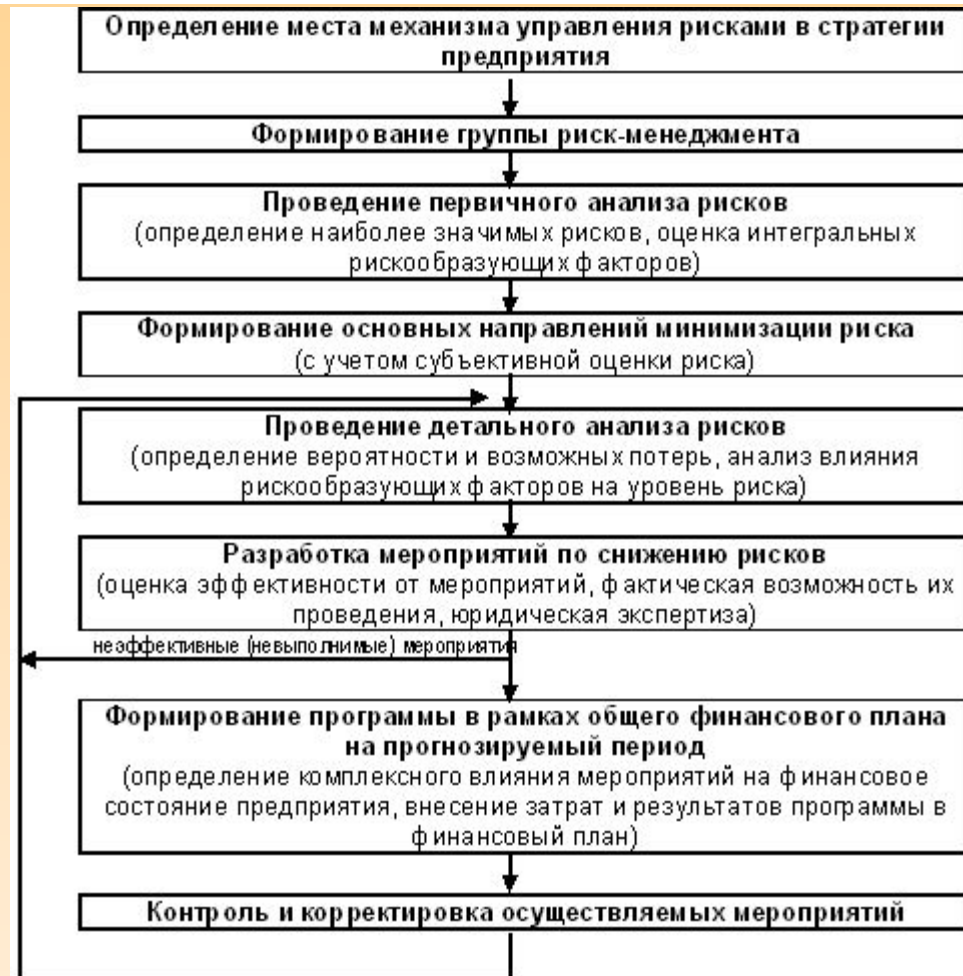 Определение места механизма управления рисками в стратегии
предприятия
Формирование группы риск-менеджмента
Проведение первичного анализа рисков
(определение наиболее значимых рисков, оценка интегральных
рискообразующих факторов)
Формирование основных направлений минимизации риска
(с учетом субъективной оценки риска)
Проведение детального анализа рисков
(определение вероятности и возможных потерь, анализ влияния
рискообразующих факторов на уровень риска)
Разработка мероприятий по снижению рисков
(оценка эффективности от мероприятий, фактическая возможность их
проведения, юридическая экспертиза)
неэффективные (невыполнимые) мероприятия
Формирование программы в рамках общего финансового плана
на прогнозируемый период
(определение комплексного влияния мероприятий на финансовое
состояние предприятия, внесение затрат и результатов программы в
финансовый план)
Контроль и корректировка осуществляемых мероприятий